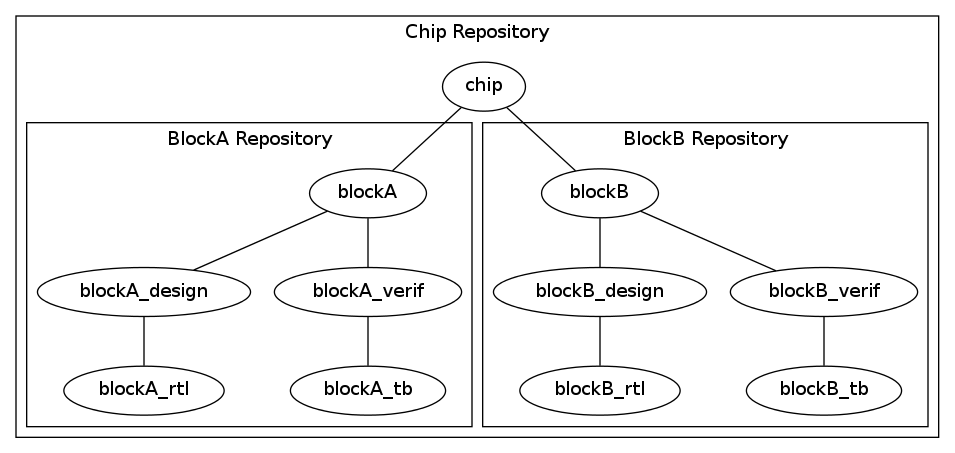 Chip Repository
chip
BlockA Repository
BlockB Repository
blockA
blockB
blockA_design
blockA_verif
blockB_design
blockB_verif
blockA_rtl
blockA_tb
blockB_rtl
blockB_tb